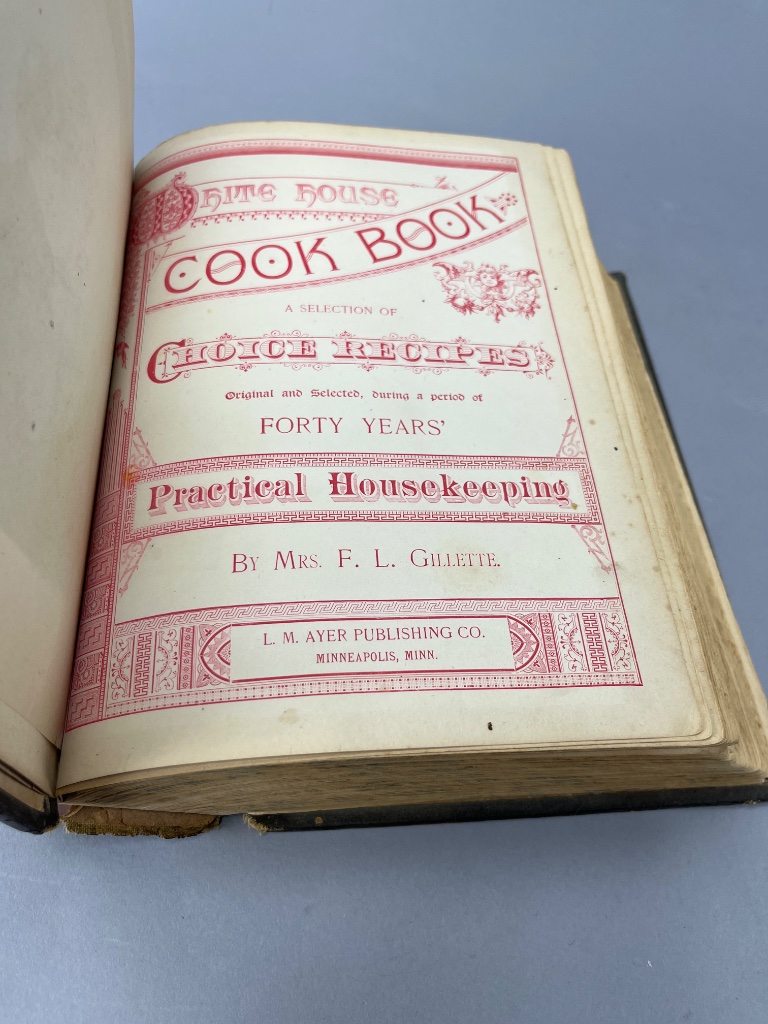 WHITE HOUSE
COOK BOOK
A SELECTION OF
CHOICE RECIPES
Original and Selected, during a period of
FORTY YEARS'
Practical Housekeeping
BY MRS. F. L. GILLETTE.
L. M. AYER PUBLISHING CO.
MINNEAPOLIS, MINN.